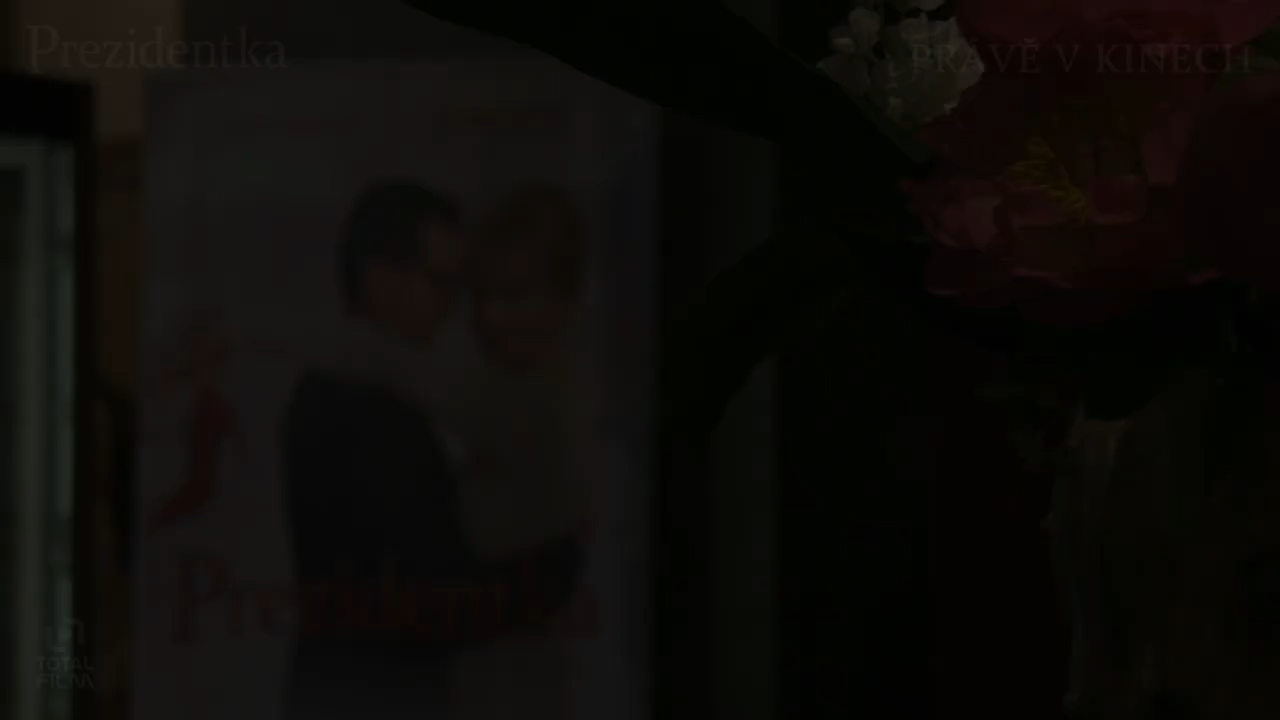 Prezidentka
PRÁVĚ V KINECH
Prezidentka
TOTAL
FILM